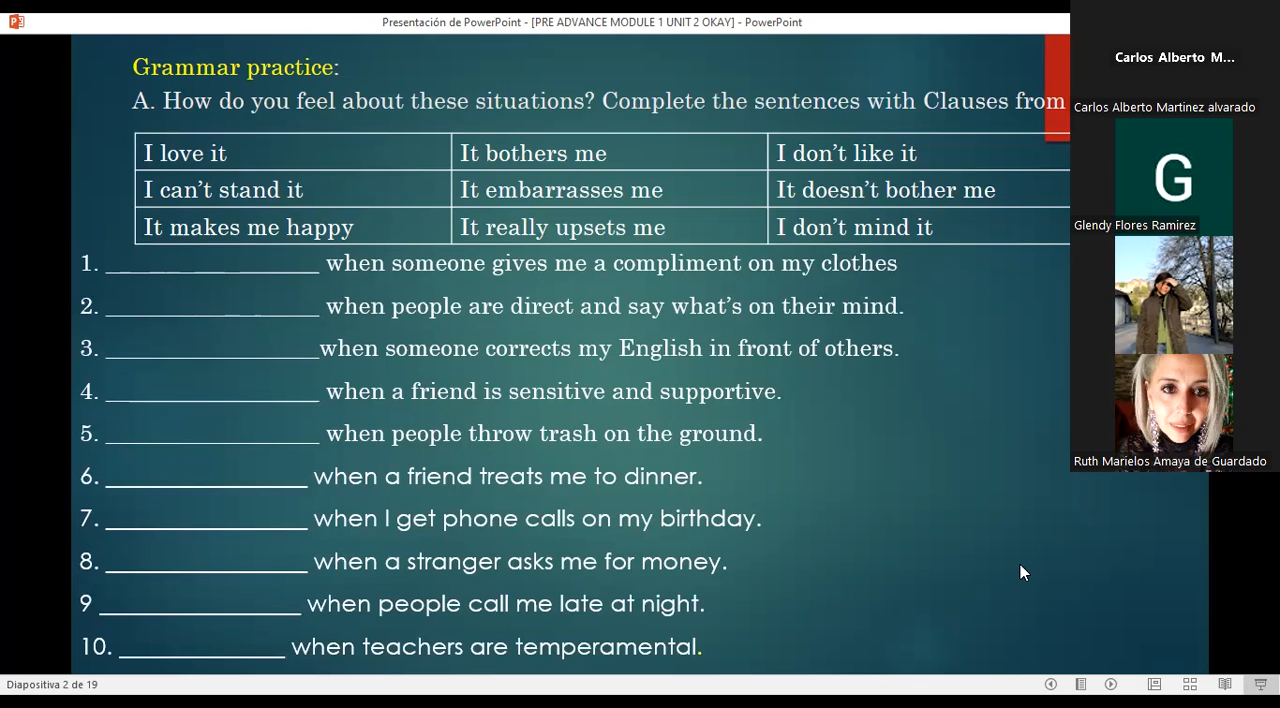 Presentación de PowerPoint - [PRE ADVANCE MODULE 1 UNIT 2 OKAY] - PowerPoint
Grammar practice:
A. How do you feel about these situations? Complete the sentences with Clauses from
I love it It bothers me I don't like it
I can't stand it It embarrasses me It doesn't bother me
It makes me happy It really upsets me I don't mind it
1. ________________ when someone gives me a compliment on my clothes
2. ________________ when people are direct and say what's on their mind.
3. ________________when someone corrects my English in front of others.
4. ________________ when a friend is sensitive and supportive.
5. ________________ when people throw trash on the ground.
6. ________________ when a friend treats me to dinner.
7. ________________ when I get phone calls on my birthday.
8. ________________ when a stranger asks me for money.
9 ________________ when people call me late at night.
10. _____________ when teachers are temperamental.
Carlos Alberto M...
Carlos Alberto Martinez alvarado
G
Glendy Flores Ramirez
Ruth Marielos Amaya de Guardado
Diapositiva 2 de 19